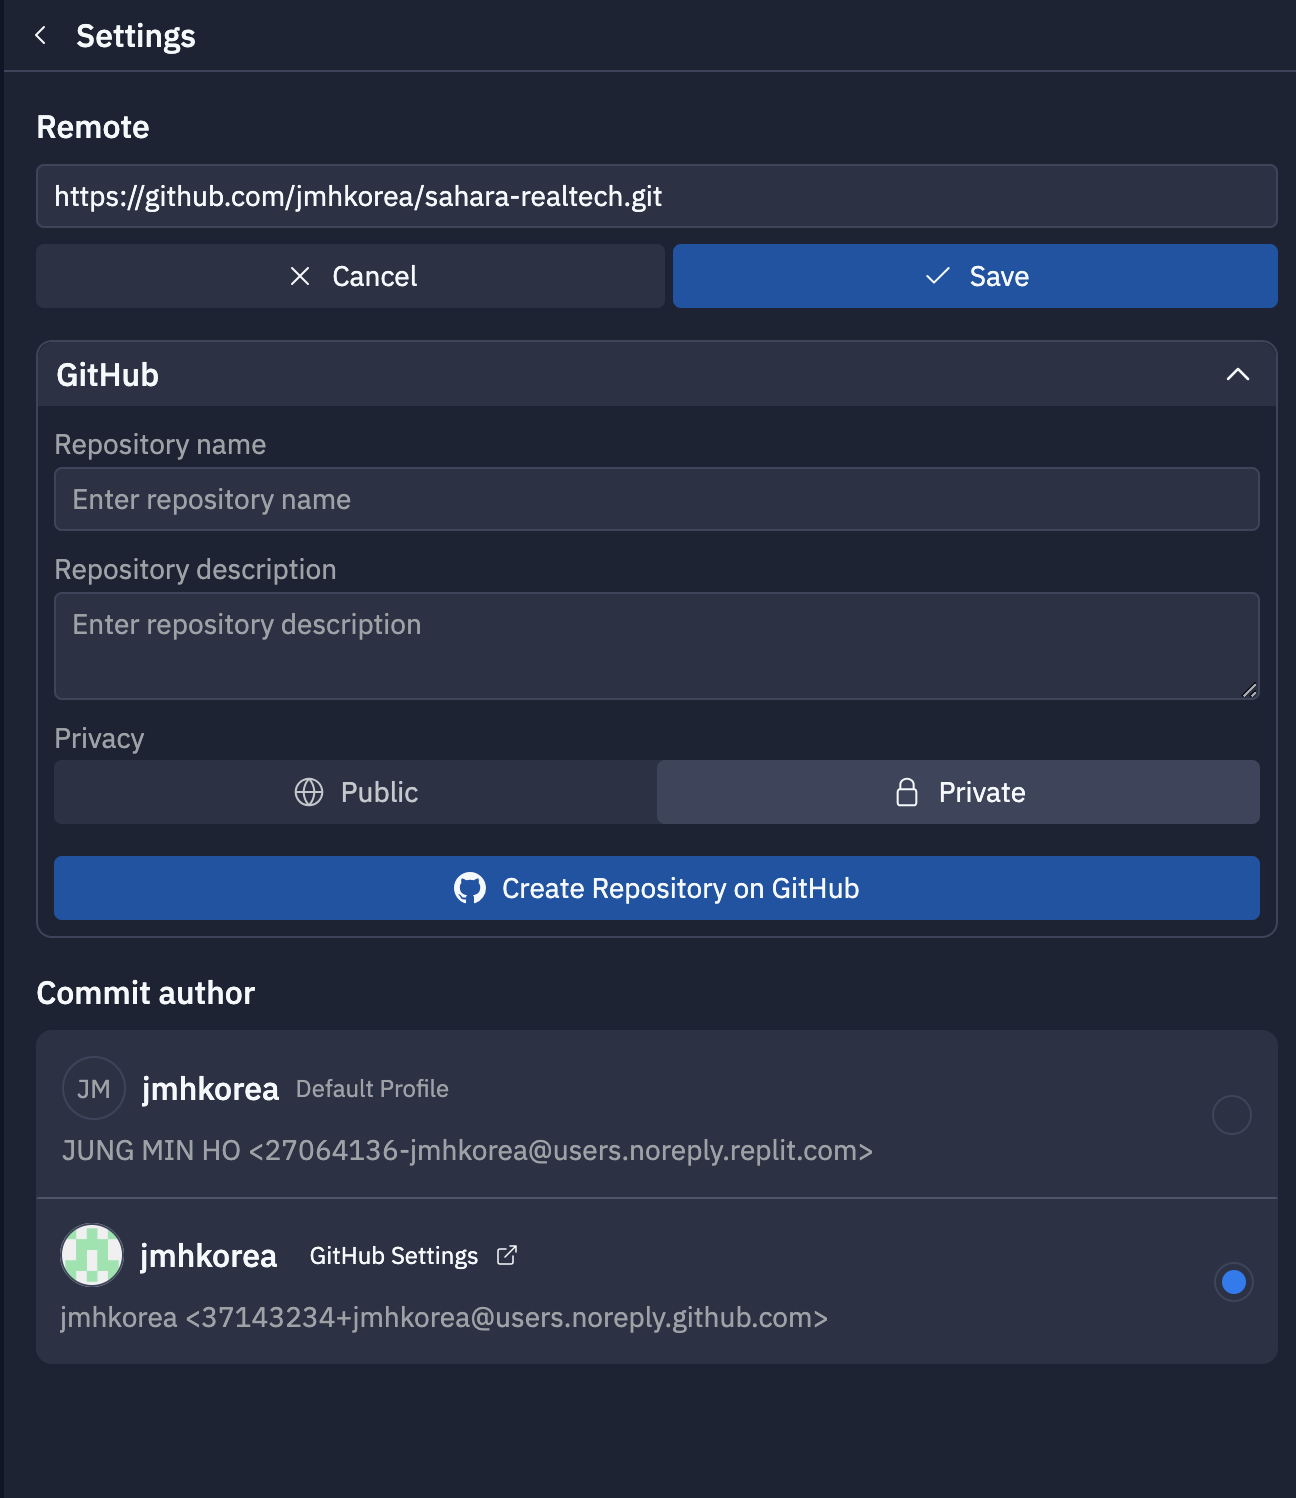 Settings
Remote
https://github.com/jmhkorea/sahara-realtech.git
Cancel
Save
GitHub
Repository name
Enter repository name
Repository description
Enter repository description
Privacy
Public
Private
Create Repository on GitHub
Commit author
JM jmhkorea Default Profile
JUNG MIN HO <27064136-jmhkorea@users.noreply.replit.com>
jmhkorea GitHub Settings
jmhkorea <37143234+jmhkorea@users.noreply.github.com>